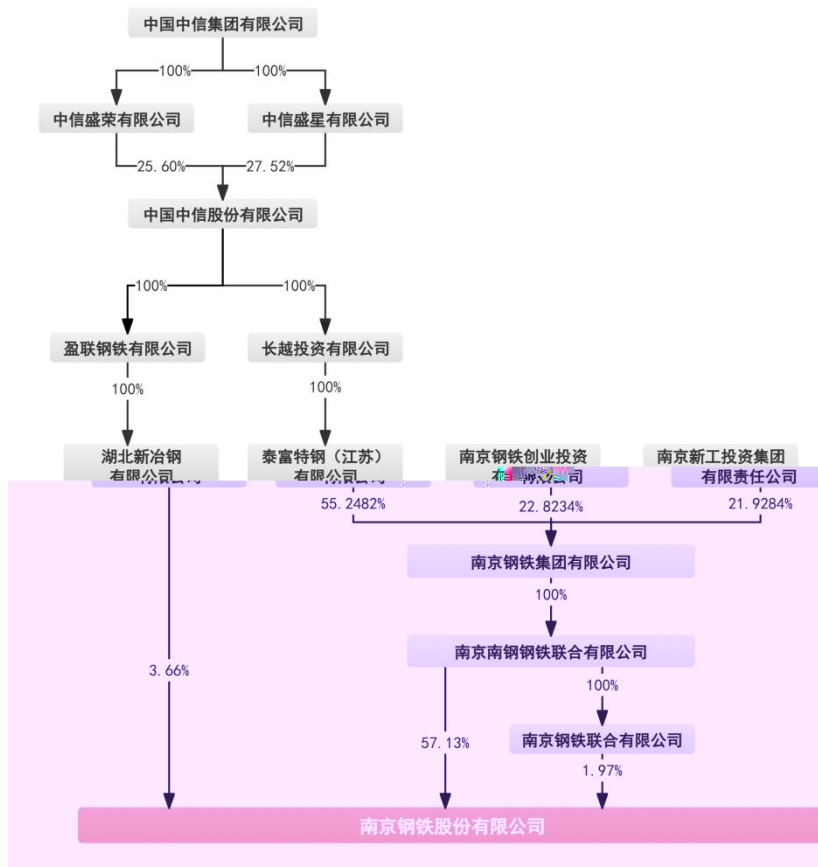 中国中信集团有限公司
100%
100%
中信盛荣有限公司
中信盛星有限公司
25.60%
27.52%
中国中信股份有限公司
100%
100%
盈联钢铁有限公司
长越投资有限公司
100%
100%
湖北新冶钢
有限公司
泰富特钢（江苏）
有限公司
南京钢铁创业投资
有限公司
南京新工投资集团
有限责任公司
55.2482%
22.8234%
21.9284%
南京钢铁集团有限公司
100%
南京南钢钢铁联合有限公司
3.66%
100%
57.13%
南京钢铁联合有限公司
1.97%
南京钢铁股份有限公司